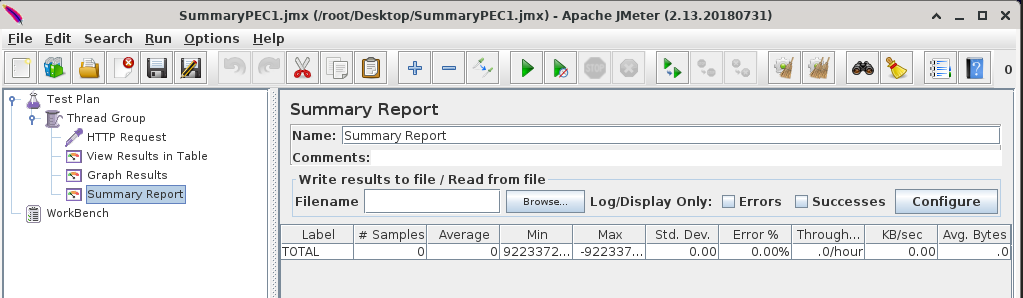 SummaryPEC1.jmx (/root/Desktop/SummaryPEC1.jmx) - Apache JMeter (2.13.20180731)
File Edit Search Run Options Help
0
Test Plan
Thread Group
HTTP Request
View Results in Table
Graph Results
Summary Report
WorkBench
Summary Report
Name: Summary Report
Comments:
Write results to file / Read from file
Filename Browse... Log/Display Only: Errors Successes Configure
Label # Samples Average Min Max Std. Dev. Error % Through... KB/sec Avg. Bytes
TOTAL 0 0 9223372... -922337... 0.00 0.00% .0/hour 0.00 .0